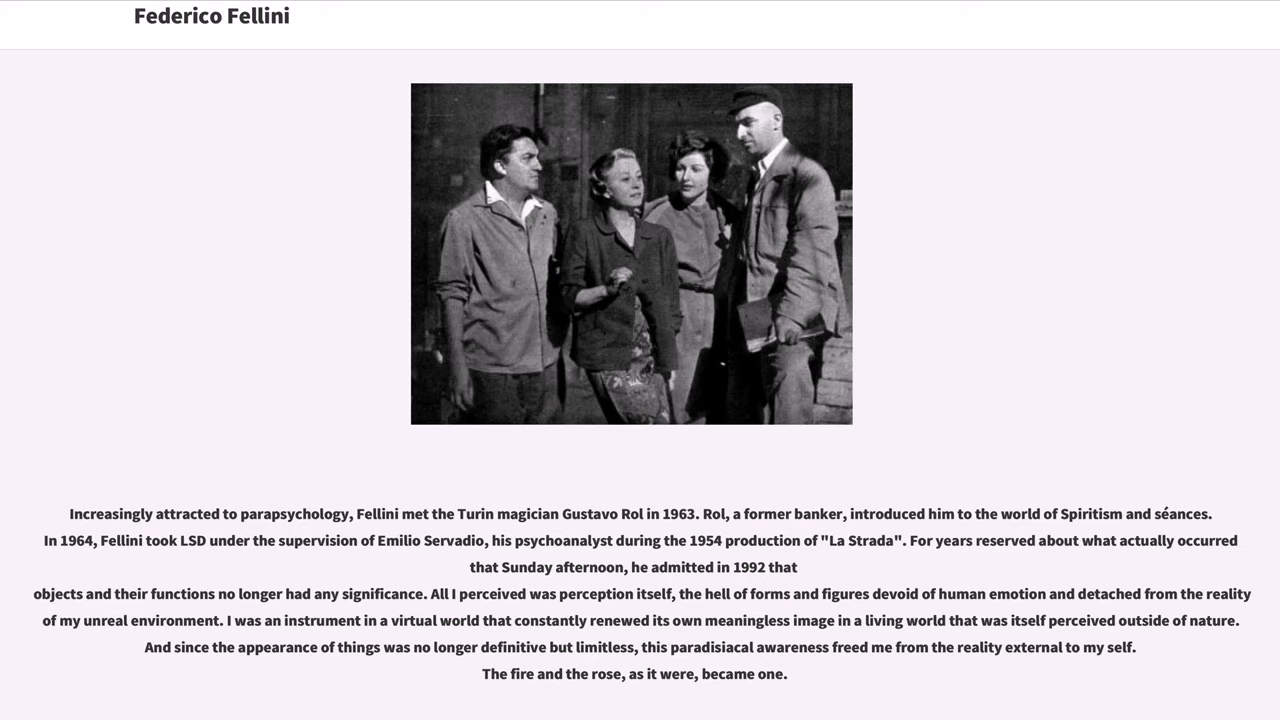 Federico Fellini
Increasingly attracted to parapsychology, Fellini met the Turin magician Gustavo Rol in 1963. Rol, a former banker, introduced him to the world of Spiritism and séances.
In 1964, Fellini took LSD under the supervision of Emilio Servadio, his psychoanalyst during the 1954 production of "La Strada". For years reserved about what actually occurred
that Sunday afternoon, he admitted in 1992 that
objects and their functions no longer had any significance. All I perceived was perception itself, the hell of forms and figures devoid of human emotion and detached from the reality
of my unreal environment. I was an instrument in a virtual world that constantly renewed its own meaningless image in a living world that was itself perceived outside of nature.
And since the appearance of things was no longer definitive but limitless, this paradisiacal awareness freed me from the reality external to my self.
The fire and the rose, as it were, became one.